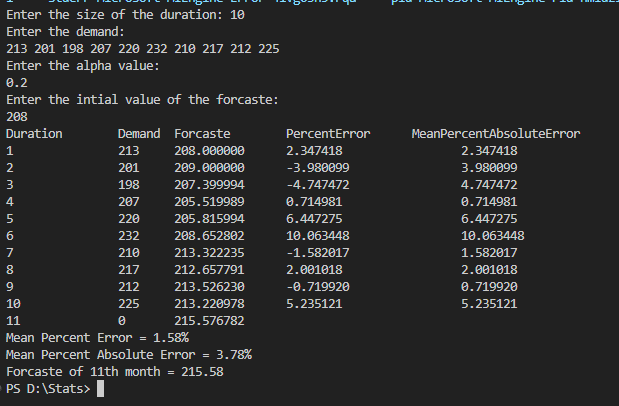 Enter the size of the duration: 10
Enter the demand:
213 201 198 207 220 232 210 217 212 225
Enter the alpha value:
0.2
Enter the intial value of the forcaste:
208
Duration Demand Forcaste PercentError MeanPercentAbsoluteError
1 213 208.000000 2.347418 2.347418
2 201 209.000000 -3.980099 3.980099
3 198 207.399994 -4.747472 4.747472
4 207 205.519989 0.714981 0.714981
5 220 205.815994 6.447275 6.447275
6 232 208.652802 10.063448 10.063448
7 210 213.322235 -1.582017 1.582017
8 217 212.657791 2.001018 2.001018
9 212 213.526230 -0.719920 0.719920
10 225 213.220978 5.235121 5.235121
11 0 215.576782
Mean Percent Error = 1.58%
Mean Percent Absolute Error = 3.78%
Forcaste of 11th month = 215.58
PS D:\Stats>